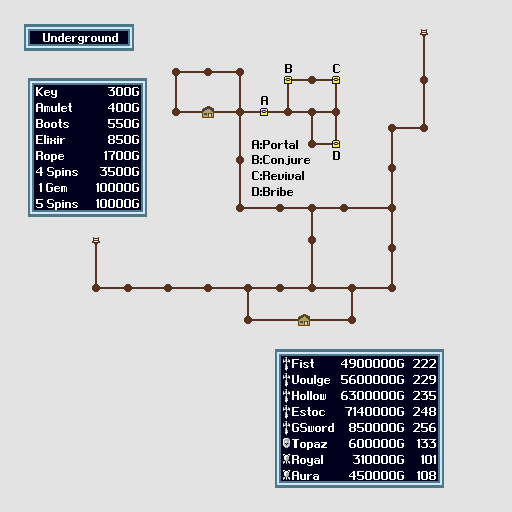 Underground
B C
Key 300G
Amulet 400G
Boots 550G
Elixir 850G
Rope 1700G
4 Spins 3500G
1 Gem 10000G
5 Spins 10000G
A
A:Portal
B:Conjure
C:Revival
D:Bribe
D
Fist 4900000G 222
Voulge 5600000G 229
Hollow 6300000G 235
Estoc 7140000G 248
GSword 850000G 256
Topaz 600000G 133
Royal 310000G 101
Aura 450000G 108